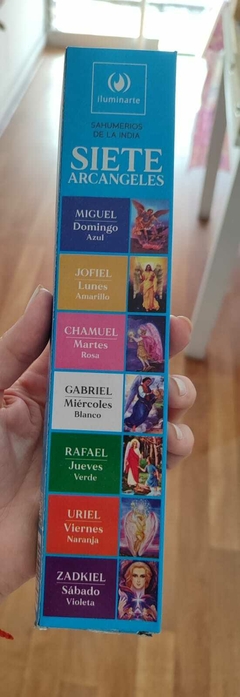 iluminarte
SAHUMERIOS
DE LA INDIA
SIETE
ARCANGELES
MIGUEL
Domingo
Azul
JOFIEL
Lunes
Amarillo
CHAMUEL
Martes
Rosa
GABRIEL
Miércoles
Blanco
RAFAEL
Jueves
Verde
URIEL
Viernes
Naranja
ZADKIEL
Sábado
Violeta